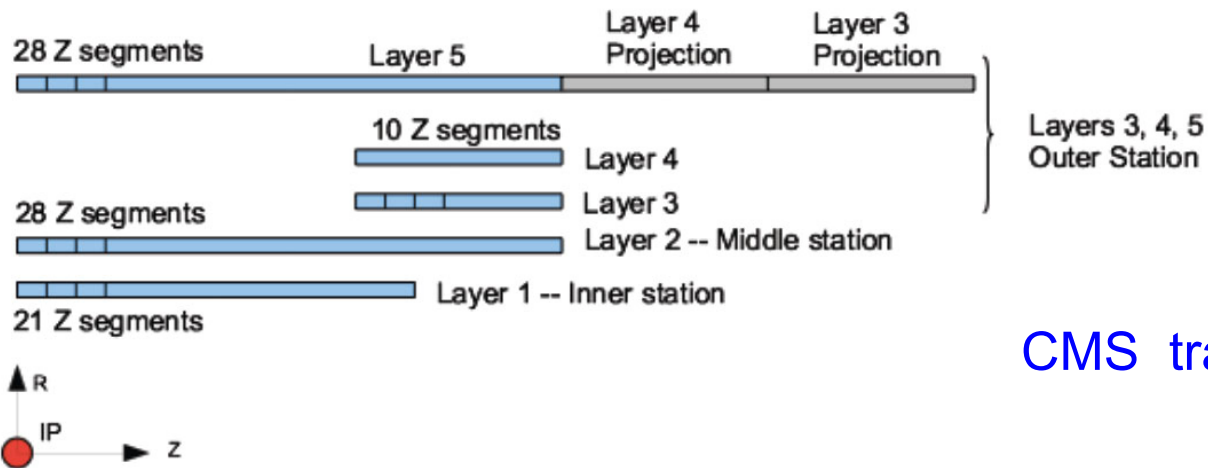 28 Z segments
Layer 5
Layer 4
Projection
Layer 3
Projection
10 Z segments
Layer 4
Layers 3, 4, 5
Outer Station
Layer 3
28 Z segments
Layer 2 -- Middle station
Layer 1 -- Inner station
21 Z segments
CMS
R
IP
Z